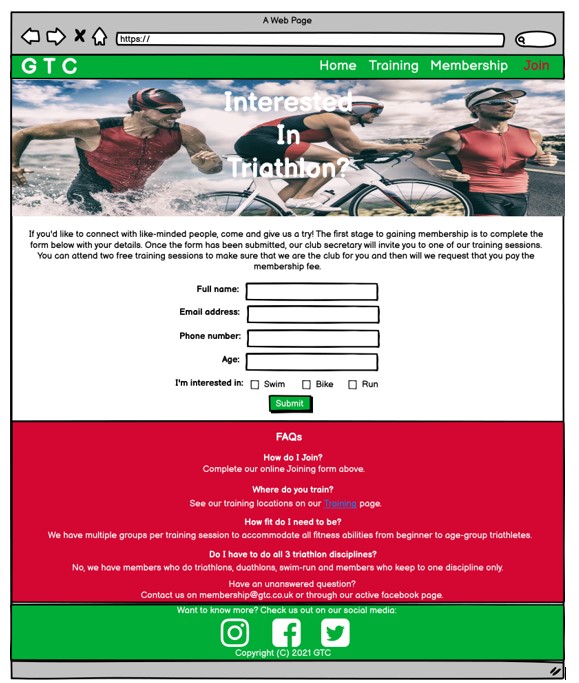 A Web Page
https://
G T C
Home Training Membership Join
Interested
In
Triathlon?
If you'd like to connect with like-minded people, come and give us a try! The first stage to gaining membership is to complete the
form below with your details. Once the form has been submitted, our club secretary will invite you to one of our training sessions.
You can attend two free training sessions to make sure that we are the club for you and then will we request that you pay the
membership fee.
Full name:
Email address:
Phone number:
Age:
I'm interested in: Swim Bike Run
Submit
FAQs
How do I Join?
Complete our online Joining form above.
Where do you train?
See our training locations on our Training page.
How fit do I need to be?
We have multiple groups per training session to accommodate all fitness abilities from beginner to age-group triathletes.
Do I have to do all 3 triathlon disciplines?
No, we have members who do triathlons, duathlons, swim-run and members who keep to one discipline only.
Have an unanswered question?
Contact us on membership@gtc.co.uk or through our active facebook page.
Want to know more? Check us out on our social media:
Copyright (C) 2021 GTC